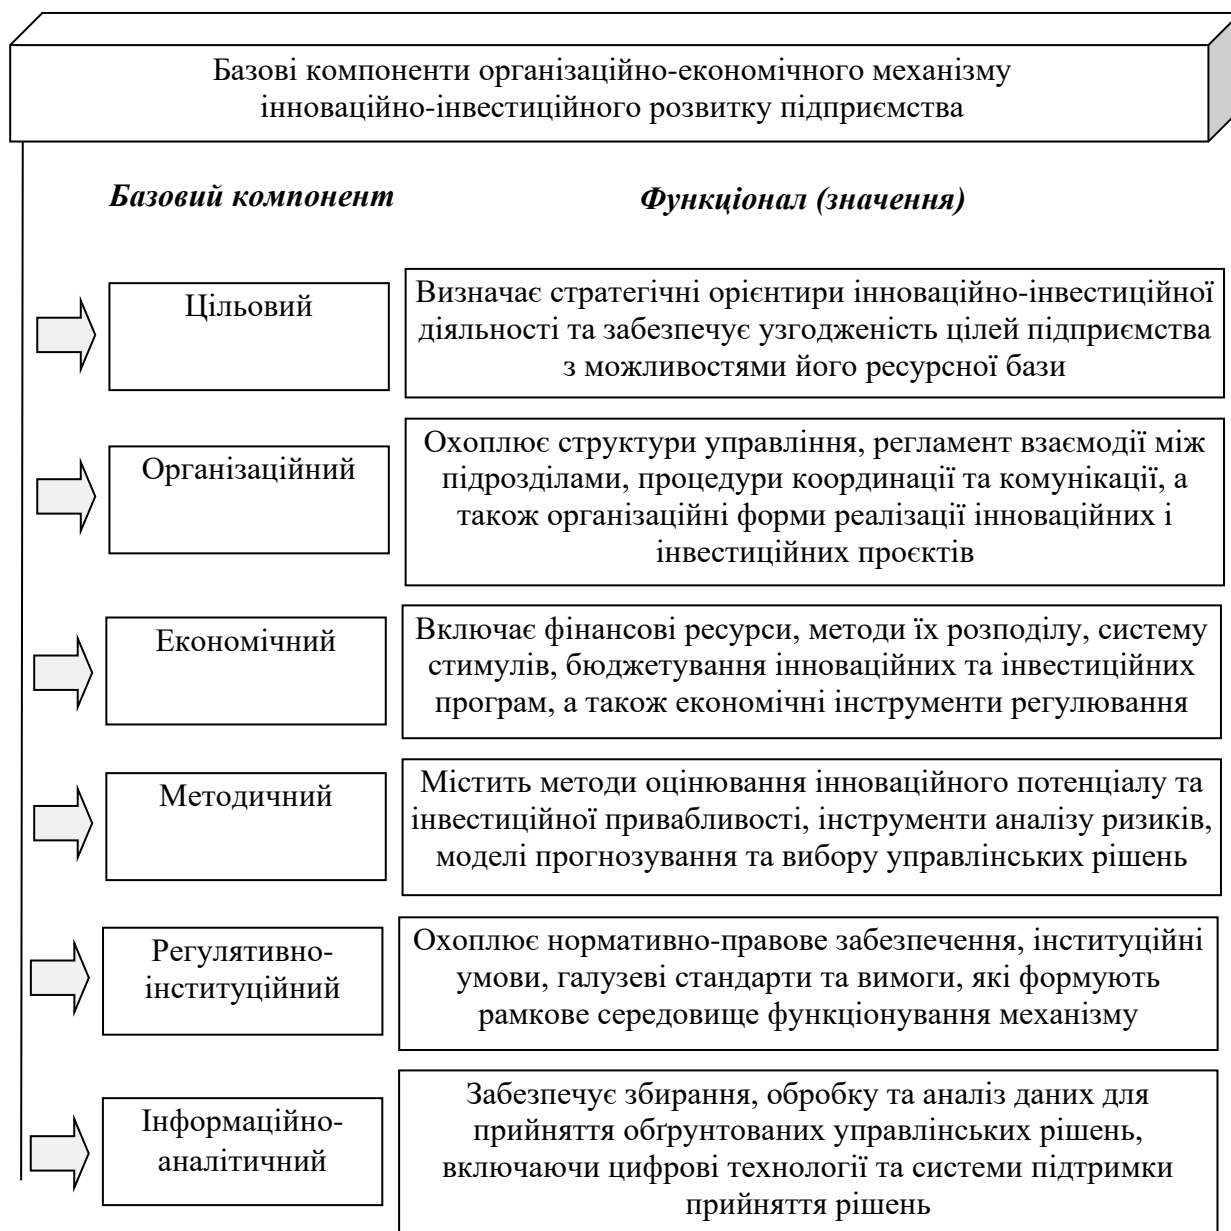 Базові компоненти організаційно-економічного механізму
інноваційно-інвестиційного розвитку підприємства
Базовий компонент
Функціонал (значення)
Цільовий
Визначає стратегічні орієнтири інноваційно-інвестиційної
діяльності та забезпечує узгодженість цілей підприємства
з можливостями його ресурсної бази
Організаційний
Охоплює структури управління, регламент взаємодії між
підрозділами, процедури координації та комунікації, а
також організаційні форми реалізації інноваційних і
інвестиційних проєктів
Економічний
Включає фінансові ресурси, методи їх розподілу, систему
стимулів, бюджетування інноваційних та інвестиційних
програм, а також економічні інструменти регулювання
Методичний
Містить методи оцінювання інноваційного потенціалу та
інвестиційної привабливості, інструменти аналізу ризиків,
моделі прогнозування та вибору управлінських рішень
Регулятивно-
інституційний
Охоплює нормативно-правове забезпечення, інституційні
умови, галузеві стандарти та вимоги, які формують
рамкове середовище функціонування механізму
Інформаційно-
аналітичний
Забезпечує збирання, обробку та аналіз даних для
прийняття обґрунтованих управлінських рішень,
включаючи цифрові технології та системи підтримки
прийняття рішень